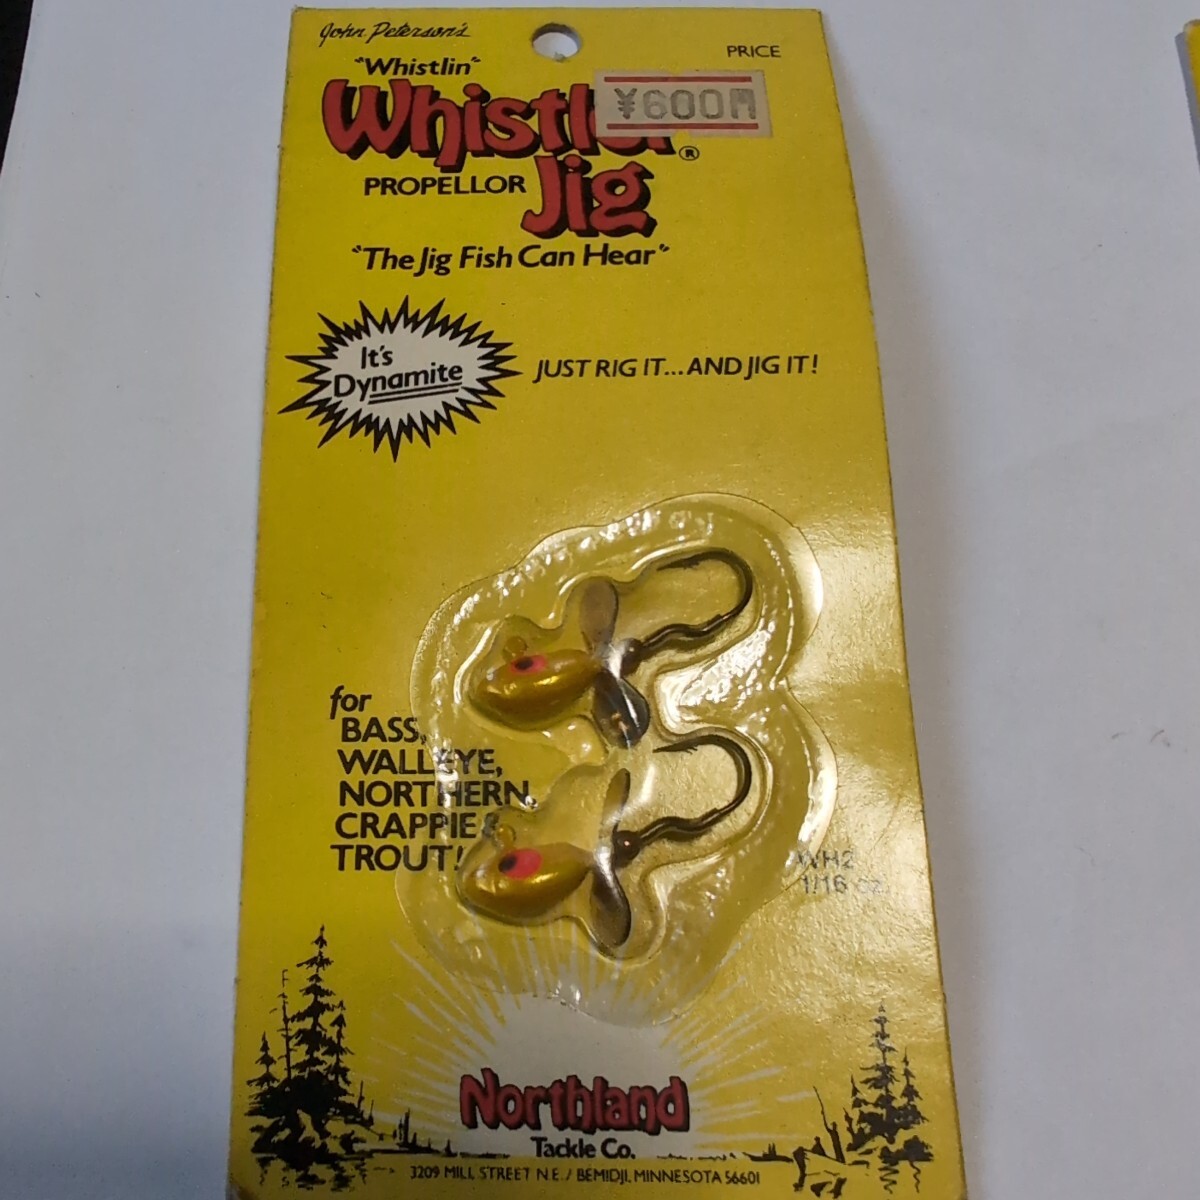 John Peterson's
PRICE
"Whistlin"
¥600円
Whistler®
PROPELLOR Jig
"The Jig Fish Can Hear"
It's
Dynamite
JUST RIG IT...AND JIG IT!
for
BASS,
WALLEYE,
NORTHERN,
CRAPPIE &
TROUT!
WH2
1/16 oz.
Northland
Tackle Co.
3209 MILL STREET N.E. / BEMIDJI, MINNESOTA 56601